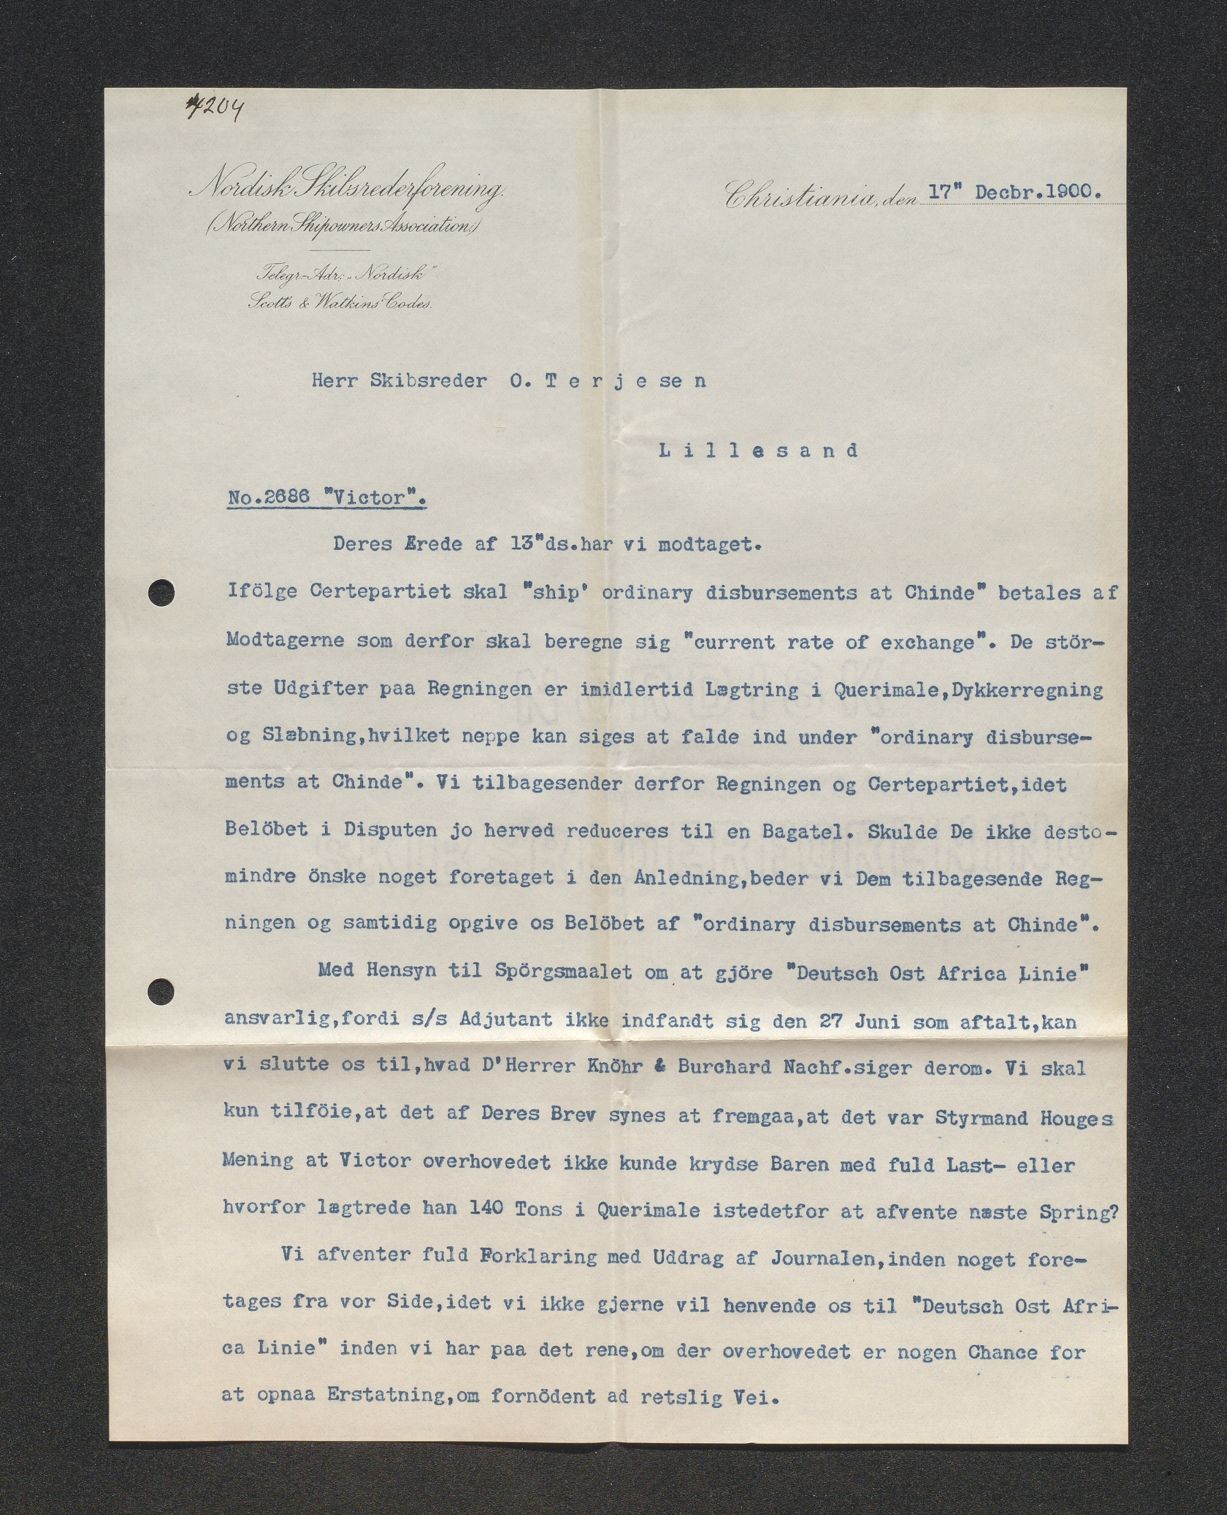 4204
Nordisk Skibsrederforening.
(Northern Shipowners Association)
Telegr-Adr: „Nordisk"
Scott's & Watkins' Codes.
Christiania, den 17" Decbr.1900.
Herr Skibsreder O. T e r j e s e n
L i l l e s a n d
No.2686 "Victor".
Deres Ærede af 13"ds.har vi modtaget.
Ifölge Certepartiet skal "ship' ordinary disbursements at Chinde" betales af
Modtagerne som derfor skal beregne sig "current rate of exchange". De stör-
ste Udgifter paa Regningen er imidlertid Lægtring i Querimale,Dykkerregning
og Slæbning,hvilket neppe kan siges at falde ind under "ordinary disburse-
ments at Chinde". Vi tilbagesender derfor Regningen og Certepartiet,idet
Belöbet i Disputen jo herved reduceres til en Bagatel. Skulde De ikke desto-
mindre önske noget foretaget i den Anledning,beder vi Dem tilbagesende Reg-
ningen og samtidig opgive os Belöbet af "ordinary disbursements at Chinde".
Med Hensyn til Spörgsmaalet om at gjöre "Deutsch Ost Africa Linie"
ansvarlig,fordi s/s Adjutant ikke indfandt sig den 27 Juni som aftalt,kan
vi slutte os til,hvad D'Herrer Knöhr & Burchard Nachf.siger derom. Vi skal
kun tilföie,at det af Deres Brev synes at fremgaa,at det var Styrmand Houges
Mening at Victor overhovedet ikke kunde krydse Baren med fuld Last- eller
hvorfor lægtrede han 140 Tons i Querimale istedetfor at afvente næste Spring?
Vi afventer fuld Forklaring med Uddrag af Journalen,inden noget fore-
tages fra vor Side,idet vi ikke gjerne vil henvende os til "Deutsch Ost Afri-
ca Linie" inden vi har paa det rene,om der overhovedet er nogen Chance for
at opnaa Erstatning,om fornödent ad retslig Vei.